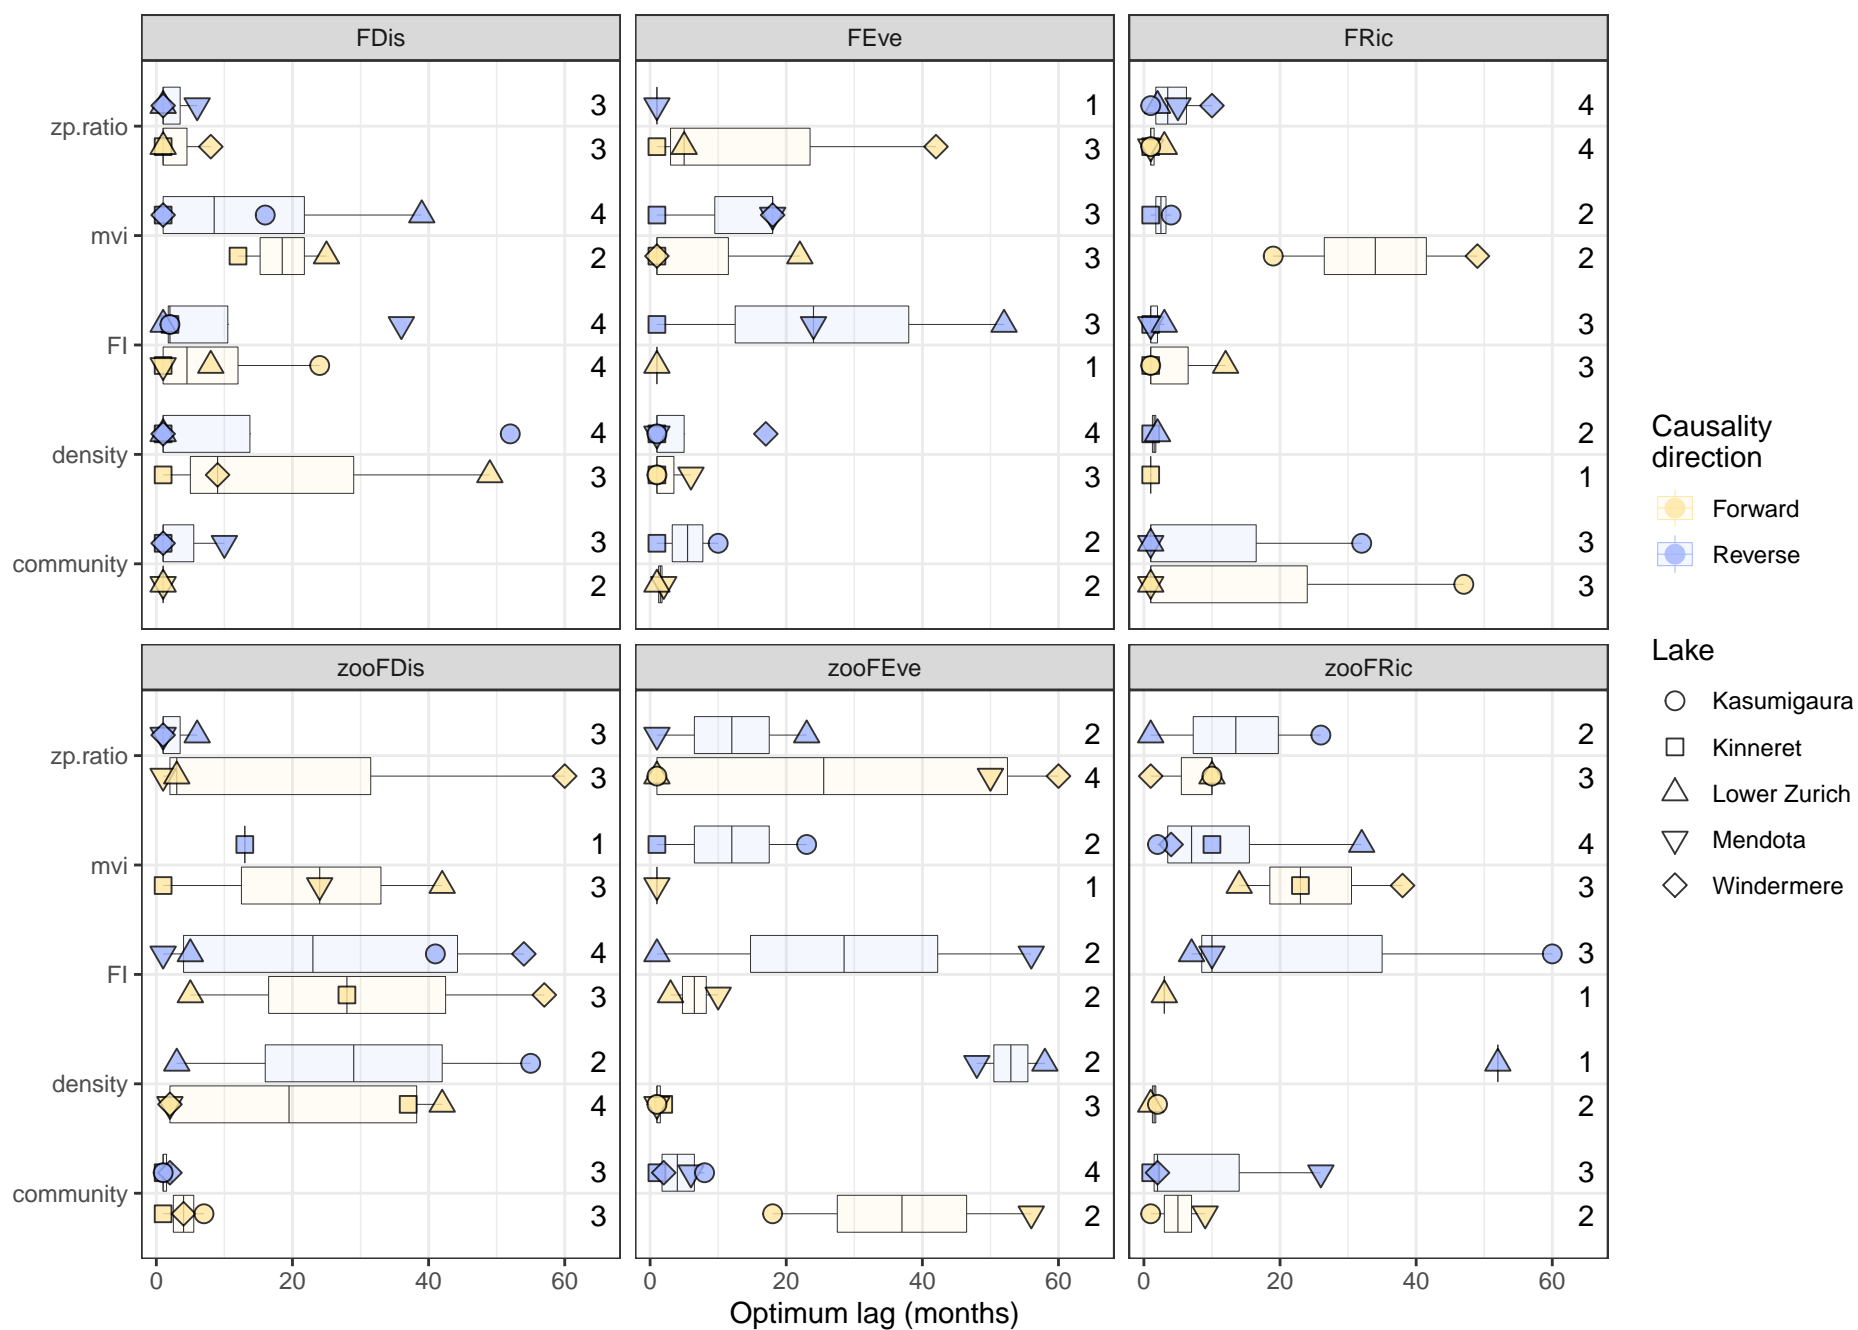 FDis FEve FRic
zp.ratio 3 1 4
3 3 4
mvi 4 3 2
2 3 2
FI 4 3 3
4 1 3
density 4 4 2
3 3 1
community 3 2 3
2 2 3
zooFDis zooFEve zooFRic
zp.ratio 3 2 2
3 4 3
mvi 1 2 4
3 1 3
FI 4 2 3
3 2 1
density 2 2 1
4 3 2
community 3 4 3
3 2 2
0 20 40 60 0 20 40 60 0 20 40 60
Optimum lag (months)
Causality
direction
Forward
Reverse
Lake
Kasumigaura
Kinneret
Lower Zurich
Mendota
Windermere